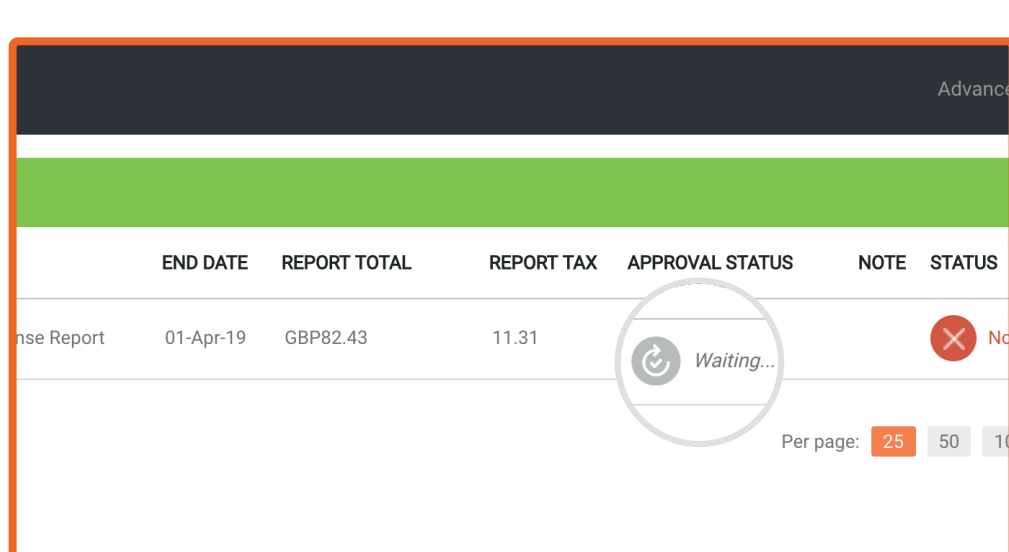 Advance
END DATE REPORT TOTAL REPORT TAX APPROVAL STATUS NOTE STATUS
nse Report 01-Apr-19 GBP82.43 11.31 Waiting... No
Per page: 25 50 10